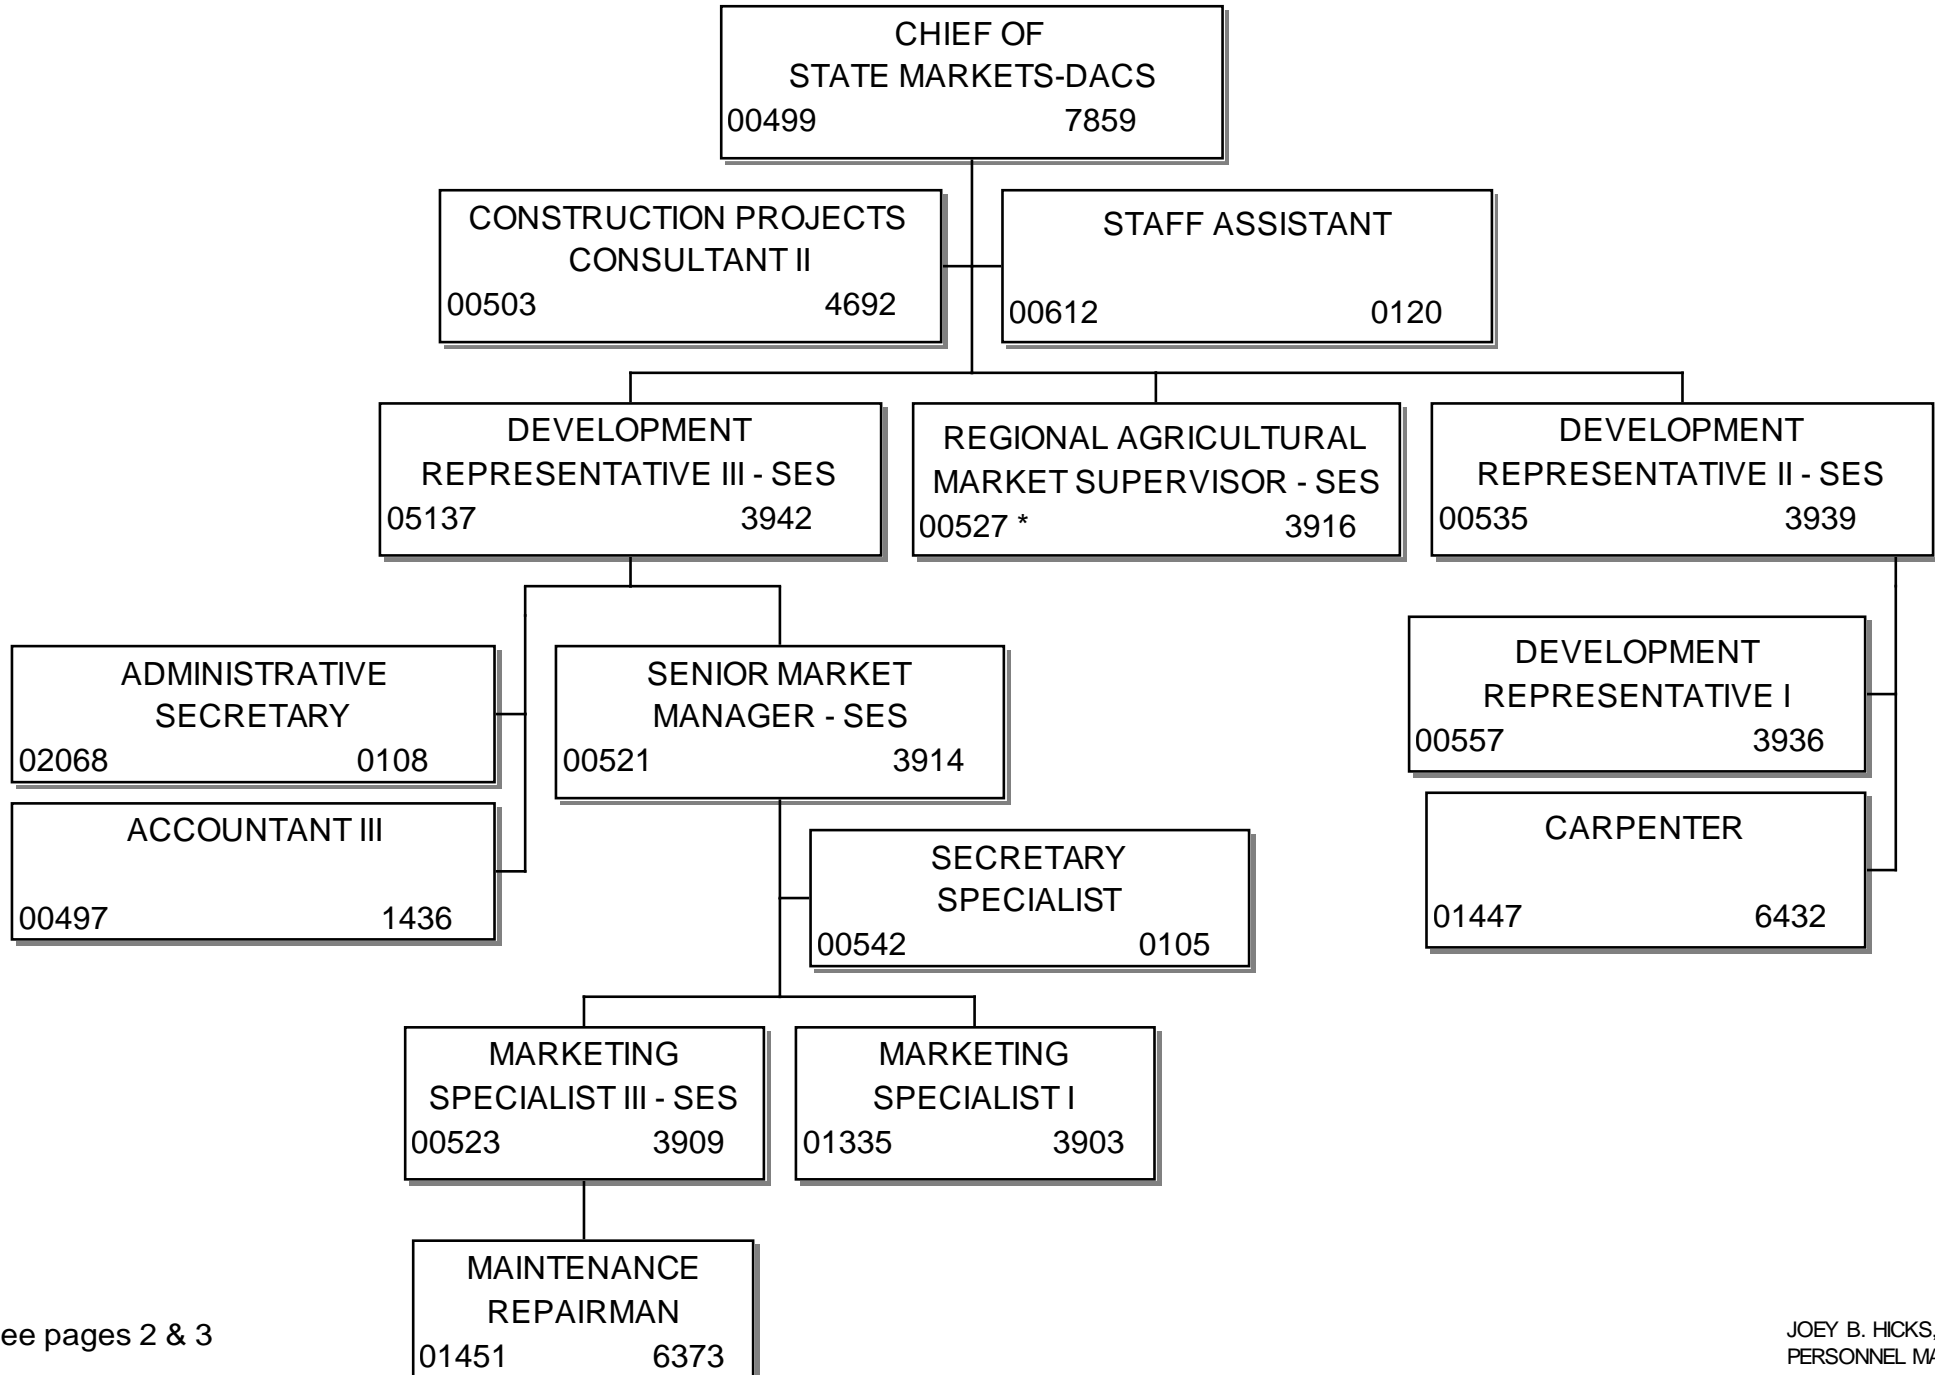 CHIEF OF
STATE MARKETS-DACS
00499 7859
CONSTRUCTION PROJECTS
CONSULTANT II
00503 4692
STAFF ASSISTANT
00612 0120
DEVELOPMENT
REPRESENTATIVE III - SES
05137 3942
REGIONAL AGRICULTURAL
MARKET SUPERVISOR - SES
00527 * 3916
DEVELOPMENT
REPRESENTATIVE II - SES
00535 3939
ADMINISTRATIVE
SECRETARY
02068 0108
SENIOR MARKET
MANAGER - SES
00521 3914
DEVELOPMENT
REPRESENTATIVE I
00557 3936
ACCOUNTANT III
00497 1436
SECRETARY
SPECIALIST
00542 0105
CARPENTER
01447 6432
MARKETING
SPECIALIST III - SES
00523 3909
MARKETING
SPECIALIST I
01335 3903
MAINTENANCE
REPAIRMAN
01451 6373
pages 2 & 3
JOEY B. HICKS,
PERSONNEL